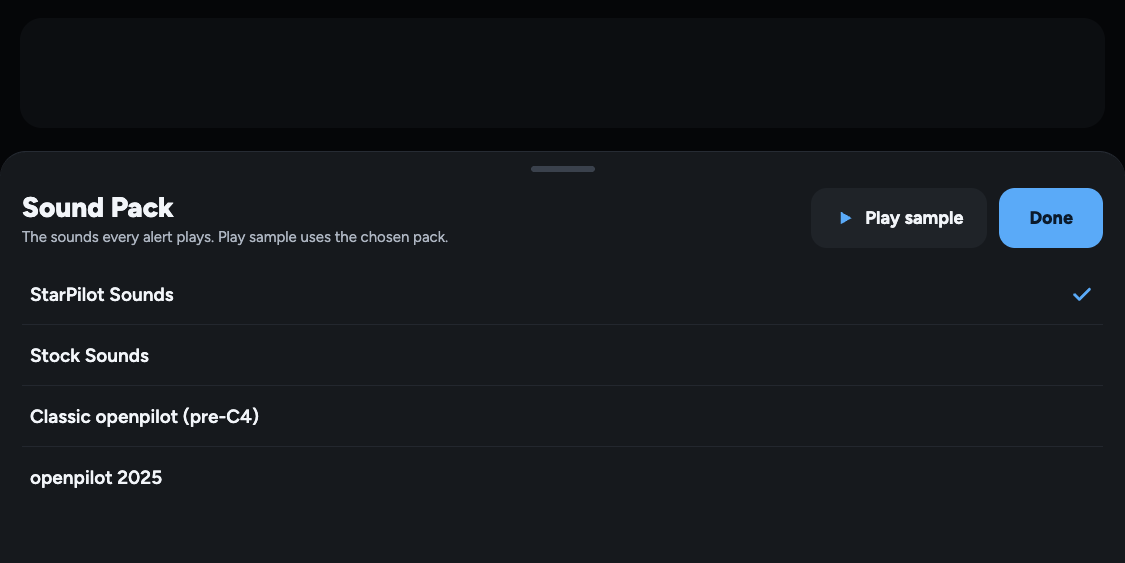 Sound Pack
The sounds every alert plays. Play sample uses the chosen pack.
Play sample
Done
StarPilot Sounds
Stock Sounds
Classic openpilot (pre-C4)
openpilot 2025